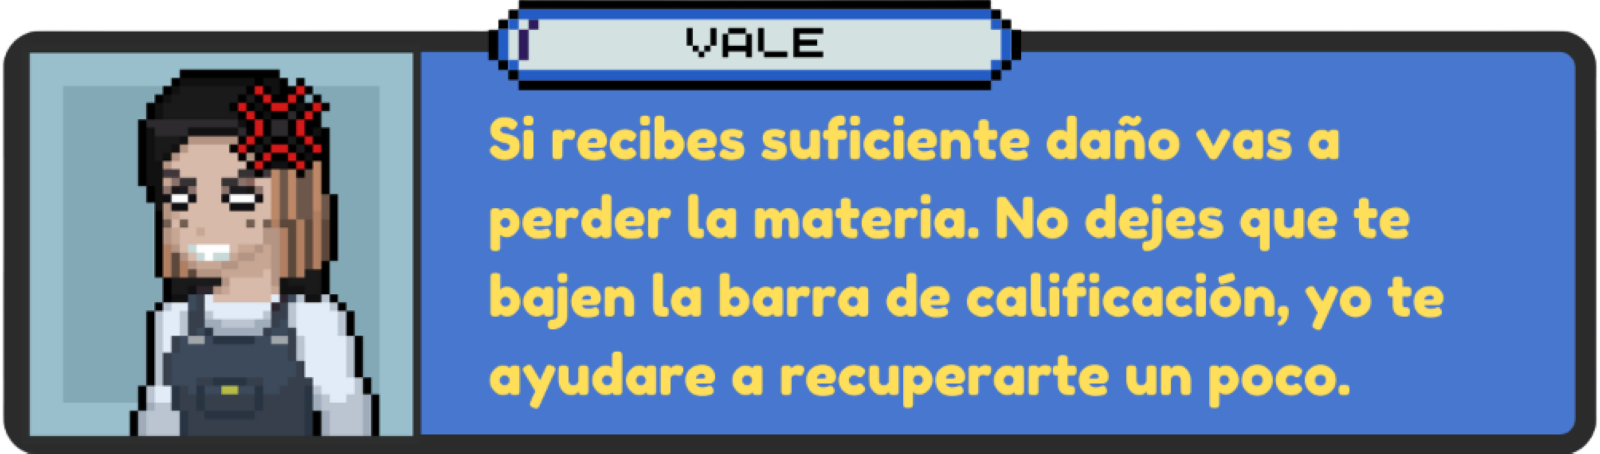 VALE
Si recibes suficiente daño vas a
perder la materia. No dejes que te
bajen la barra de calificación, yo te
ayudare a recuperarte un poco.